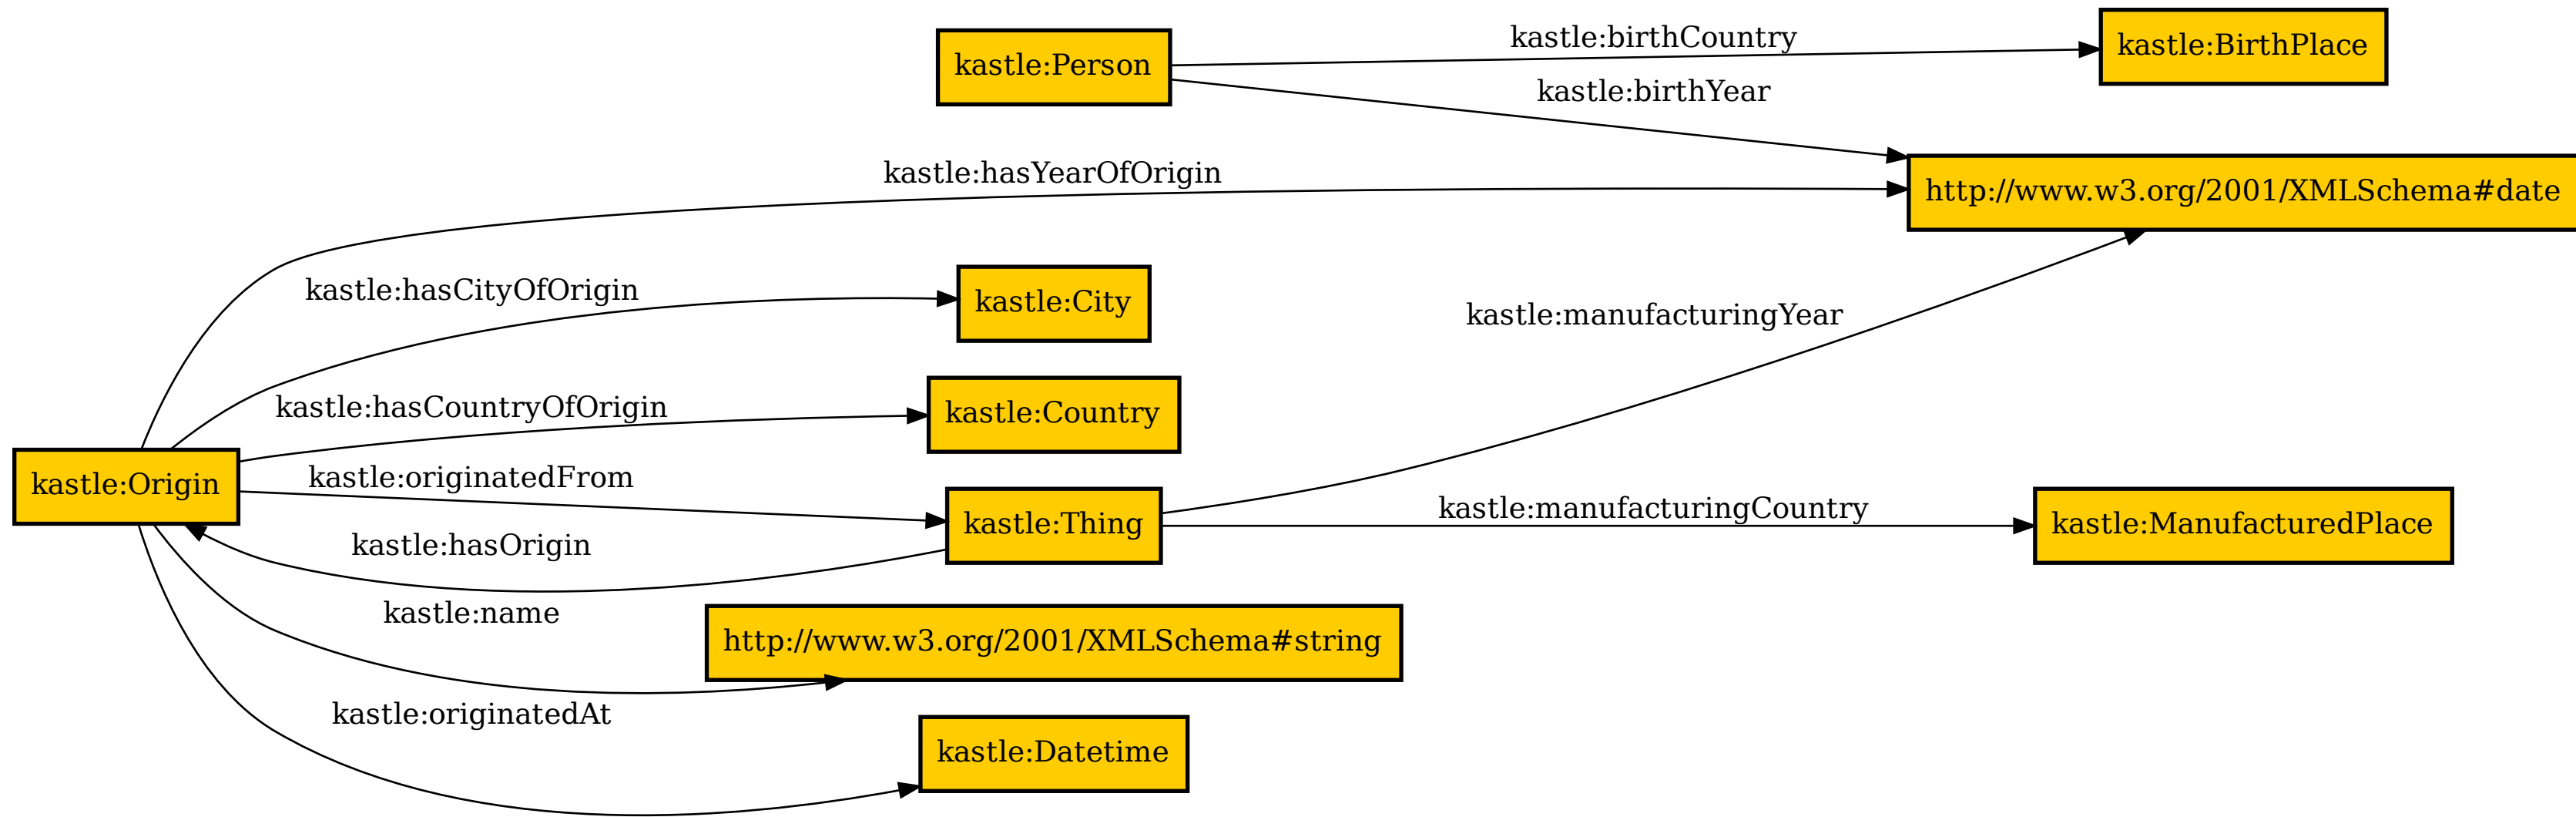 kastle:Person
kastle:birthCountry
kastle:BirthPlace
kastle:birthYear
kastle:hasYearOfOrigin
http://www.w3.org/2001/XMLSchema#date
kastle:hasCityOfOrigin
kastle:City
kastle:manufacturingYear
kastle:hasCountryOfOrigin
kastle:Country
kastle:Origin
kastle:originatedFrom
kastle:Thing
kastle:manufacturingCountry
kastle:ManufacturedPlace
kastle:hasOrigin
kastle:name
http://www.w3.org/2001/XMLSchema#string
kastle:originatedAt
kastle:Datetime